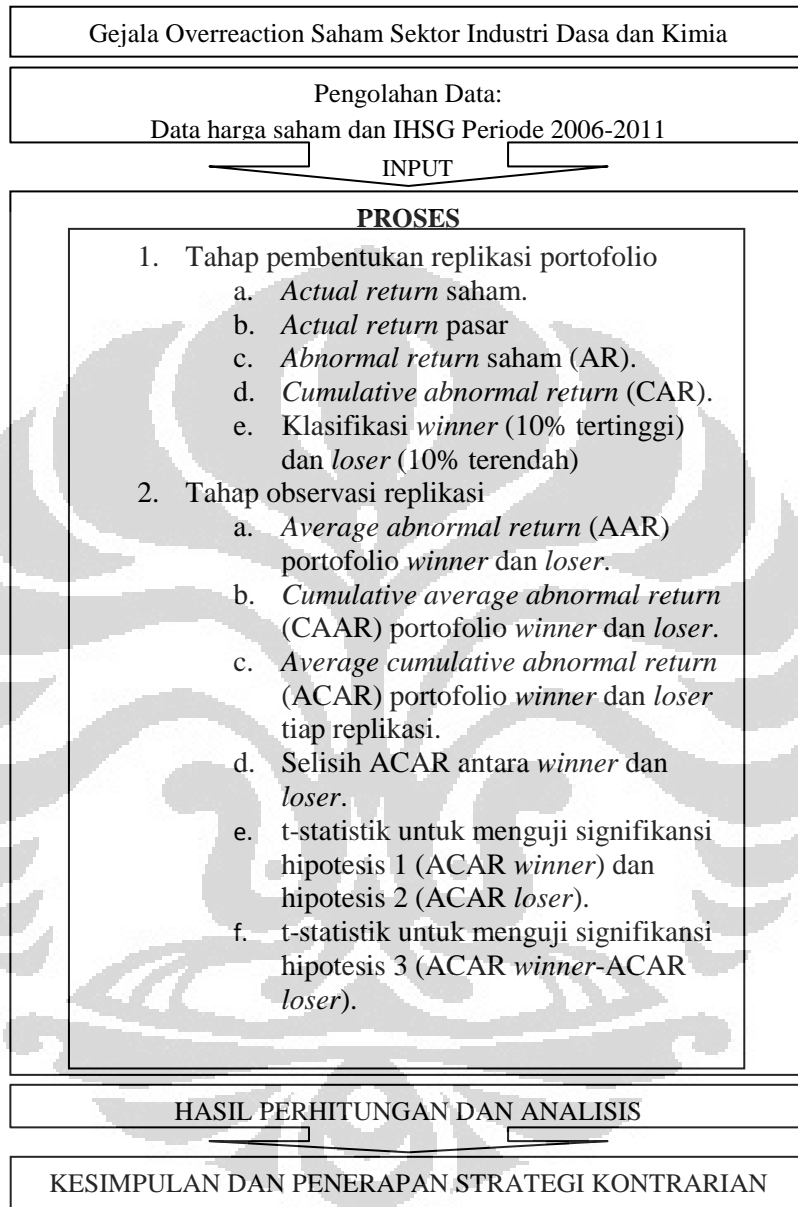 Gejala Overreaction Saham Sektor Industri Dasa dan Kimia
Pengolahan Data:
Data harga saham dan IHSG Periode 2006-2011
INPUT
PROSES
1. Tahap pembentukan replikasi portofolio
a. Actual return saham.
b. Actual return pasar
c. Abnormal return saham (AR).
d. Cumulative abnormal return (CAR).
e. Klasifikasi winner (10% tertinggi)
dan loser (10% terendah)
2. Tahap observasi replikasi
a. Average abnormal return (AAR)
portofolio winner dan loser.
b. Cumulative average abnormal return
(CAAR) portofolio winner dan loser.
c. Average cumulative abnormal return
(ACAR) portofolio winner dan loser
tiap replikasi.
d. Selisih ACAR antara winner dan
loser.
e. t-statistik untuk menguji signifikansi
hipotesis 1 (ACAR winner) dan
hipotesis 2 (ACAR loser).
f. t-statistik untuk menguji signifikansi
hipotesis 3 (ACAR winner-ACAR
loser).
HASIL PERHITUNGAN DAN ANALISIS
KESIMPULAN DAN PENERAPAN STRATEGI KONTRARIAN